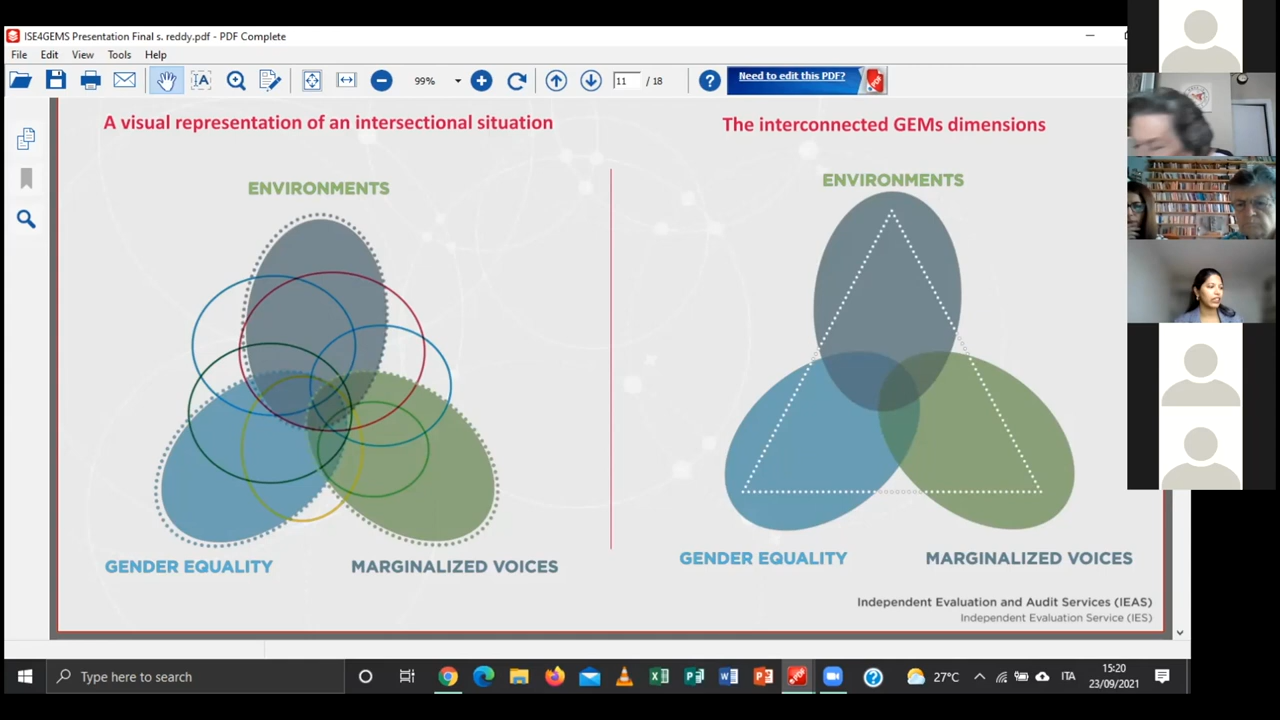 ISE4GEMS Presentation Final s. reddy.pdf - PDF Complete
File Edit View Tools Help
99% 11 / 18 Need to edit this PDF?
A visual representation of an intersectional situation
ENVIRONMENTS
GENDER EQUALITY
MARGINALIZED VOICES
The interconnected GEMs dimensions
ENVIRONMENTS
GENDER EQUALITY
MARGINALIZED VOICES
Independent Evaluation and Audit Services (IEAS)
Independent Evaluation Service (IES)
Type here to search
27°C
ITA
15:20
23/09/2021